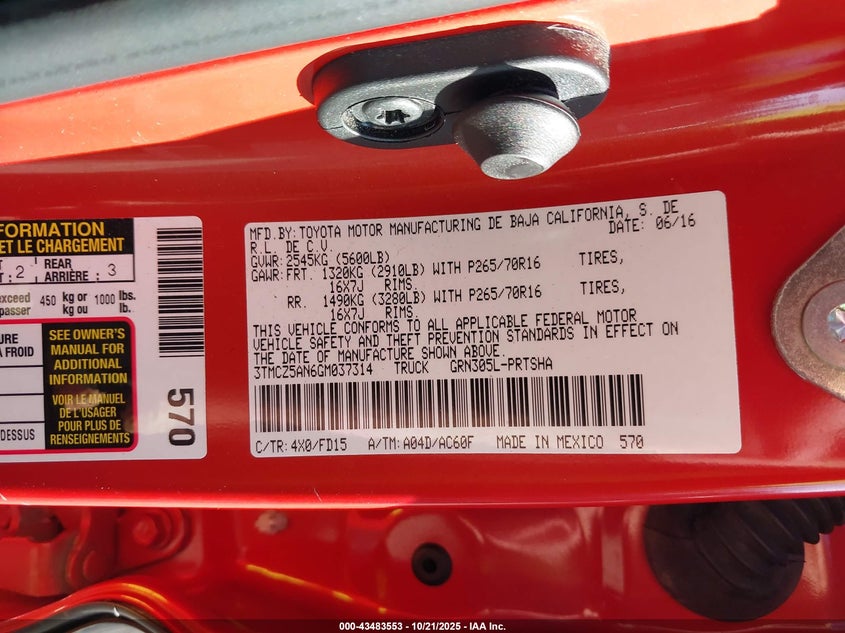 FORMATION
ET LE CHARGEMENT
2 REAR ARRIÈRE : 3
exceed 450 kg or 1000 lbs.
passer kg ou lb.
A FROID
DESSUS
SEE OWNER'S
MANUAL FOR
ADDITIONAL
INFORMATION
VOIR LE MANUEL
DE L'USAGER
POUR PLUS DE
RENSEIGNEMENTS
570
MFD.BY:TOYOTA MOTOR MANUFACTURING DE BAJA CALIFORNIA, S. DE
R.L. DE C.V. DATE: 06/16
GVWR:2545KG (5600LB)
GAWR:FRT. 1320KG (2910LB) WITH P265/70R16 TIRES,
16X7J RIMS.
RR. 1490KG (3280LB) WITH P265/70R16 TIRES,
16X7J RIMS.
THIS VEHICLE CONFORMS TO ALL APPLICABLE FEDERAL MOTOR
VEHICLE SAFETY AND THEFT PREVENTION STANDARDS IN EFFECT ON
THE DATE OF MANUFACTURE SHOWN ABOVE.
3TMCZ5AN6GM037314 TRUCK GRN305L-PRTSHA
C/TR:4X0/FD15 A/TM:A04D/AC60F MADE IN MEXICO 570
000-43483553 - 10/21/2025 - IAA Inc.